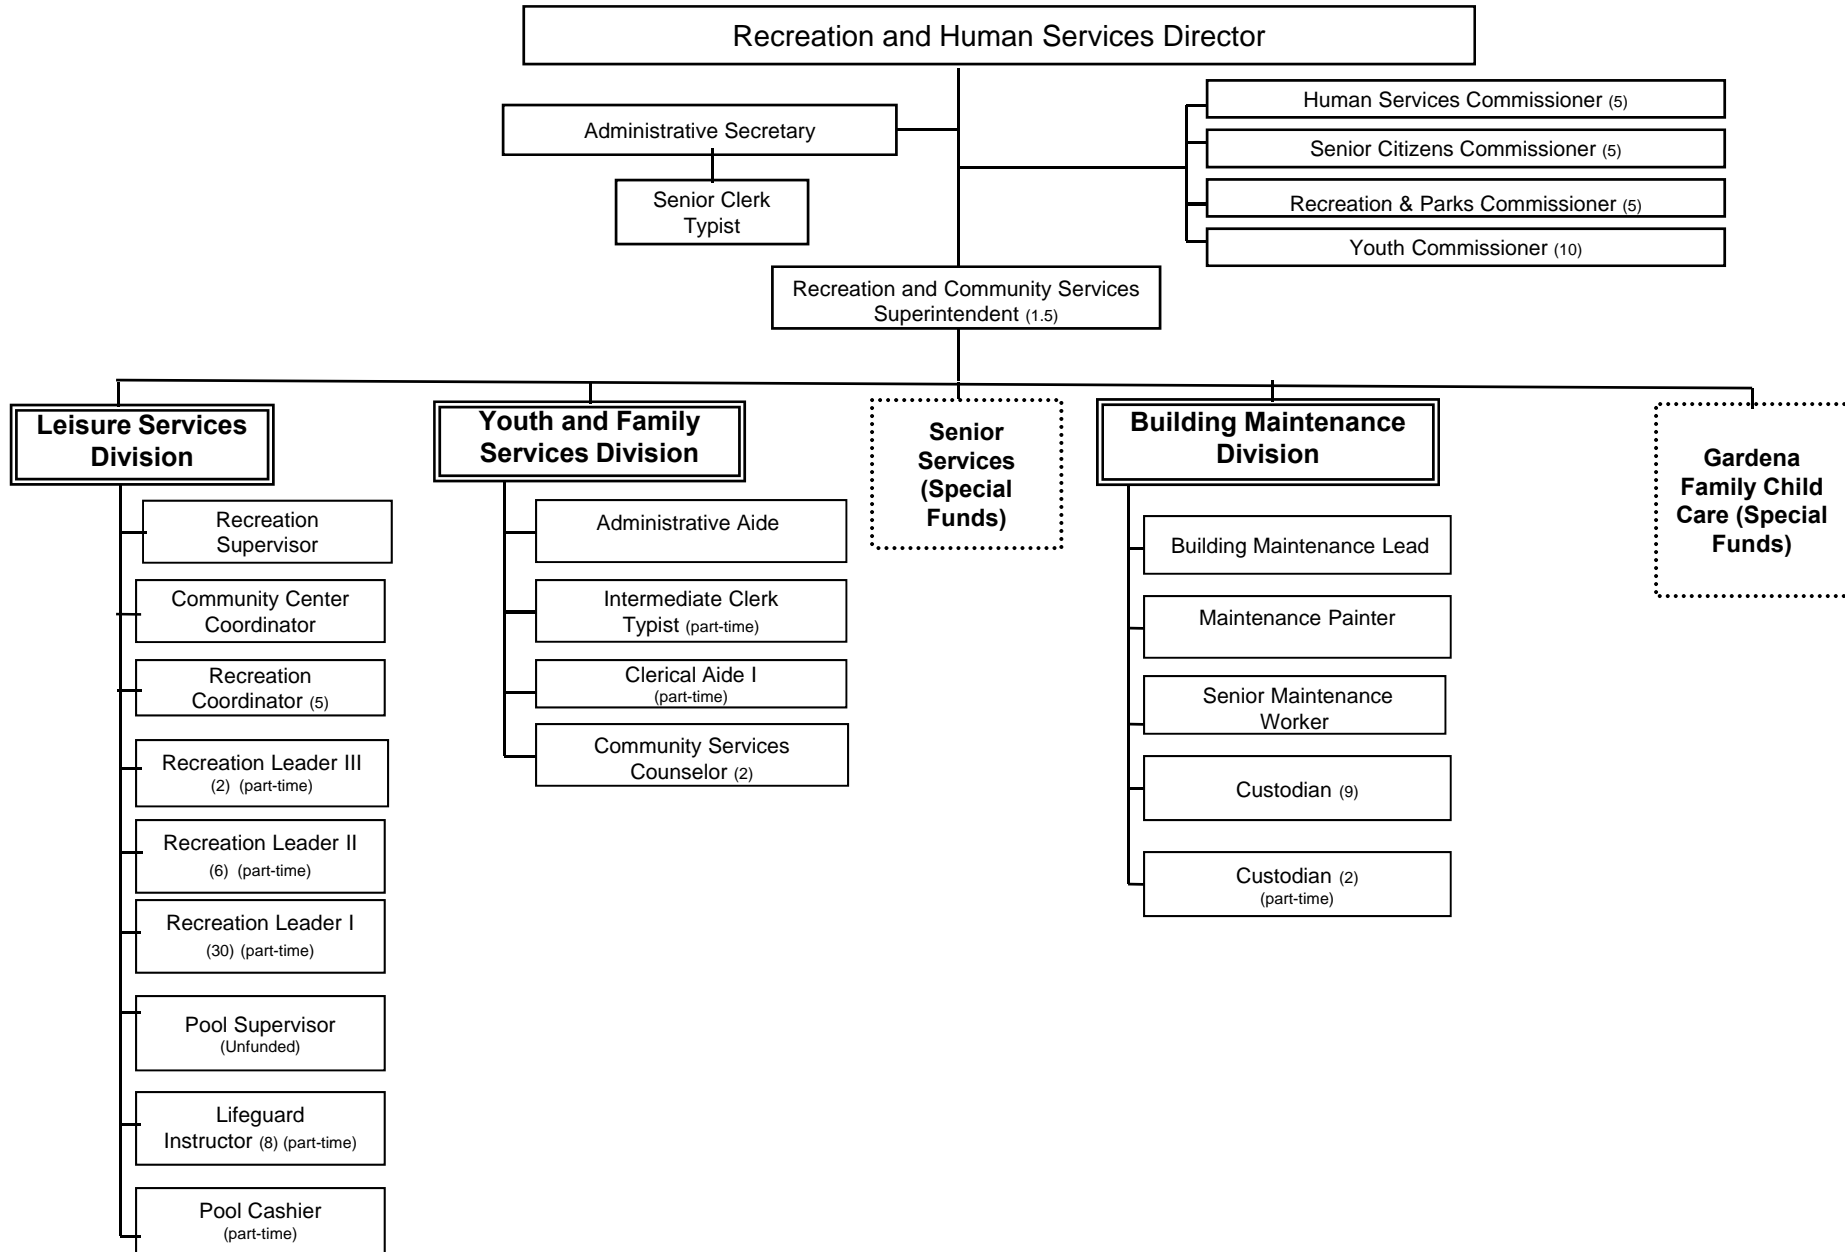 Recreation and Human Services Director
Administrative Secretary
Senior Clerk
Typist
Human Services Commissioner (5)
Senior Citizens Commissioner (5)
Recreation & Parks Commissioner (5)
Youth Commissioner (10)
Recreation and Community Services
Superintendent (1.5)
Leisure Services
Division
Recreation
Supervisor
Community Center
Coordinator
Recreation
Coordinator (5)
Recreation Leader III
(2) (part-time)
Recreation Leader II
(6) (part-time)
Recreation Leader I
(30) (part-time)
Pool Supervisor
(Unfunded)
Lifeguard
Instructor (8) (part-time)
Pool Cashier
(part-time)
Youth and Family
Services Division
Administrative Aide
Intermediate Clerk
Typist (part-time)
Clerical Aide I
(part-time)
Community Services
Counselor (2)
Senior
Services
(Special
Funds)
Building Maintenance
Division
Building Maintenance Lead
Maintenance Painter
Senior Maintenance
Worker
Custodian (9)
Custodian (2)
(part-time)
Gardena
Family Child
Care (Special
Funds)